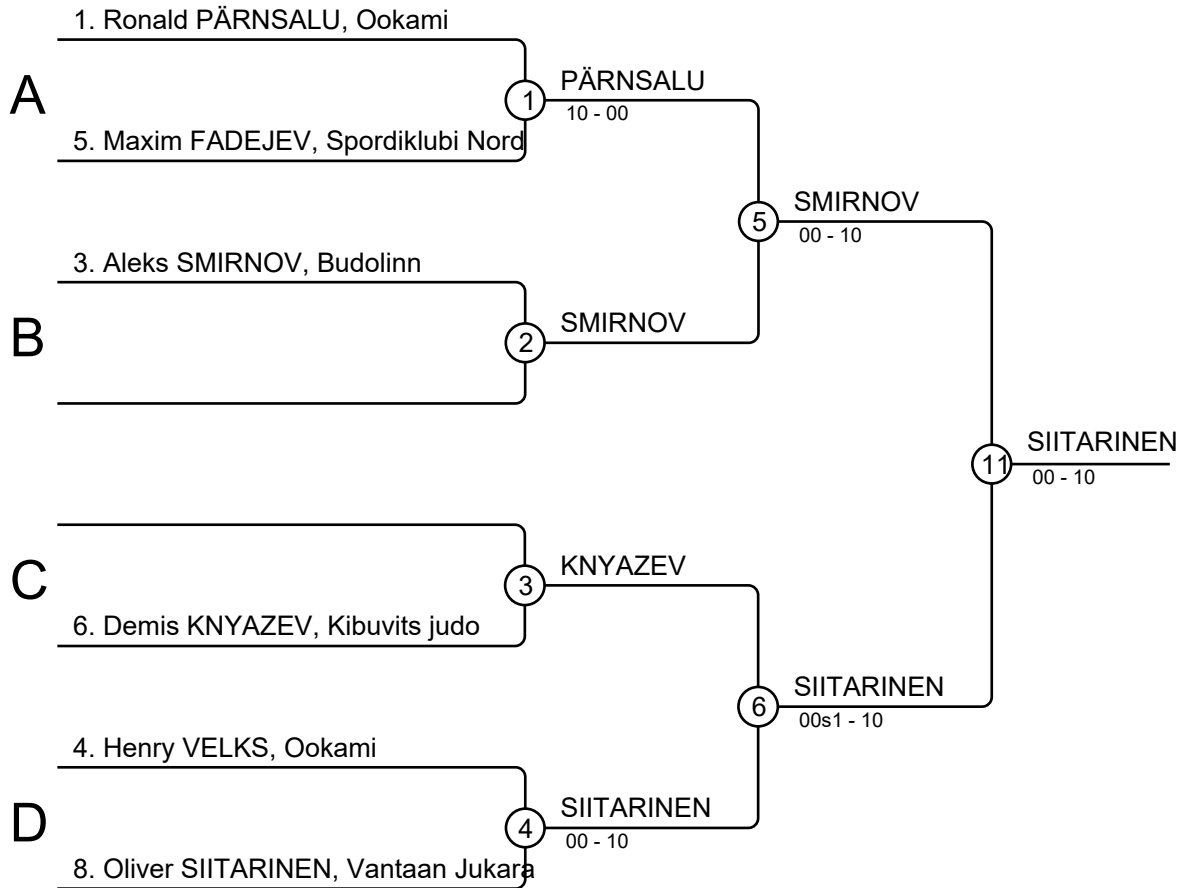 1. Ronald PÄRNSALU, Ookami
A
1
PÄRNSALU
10 - 00
5. Maxim FADEJEV, Spordiklubi Nord
5
SMIRNOV
00 - 10
3. Aleks SMIRNOV, Budolinn
B
2
SMIRNOV
11
SIITARINEN
00 - 10
C
3
KNYAZEV
6. Demis KNYAZEV, Kibuvits judo
6
SIITARINEN
00s1 - 10
4. Henry VELKS, Ookami
D
4
SIITARINEN
00 - 10
8. Oliver SIITARINEN, Vantaan Jukara